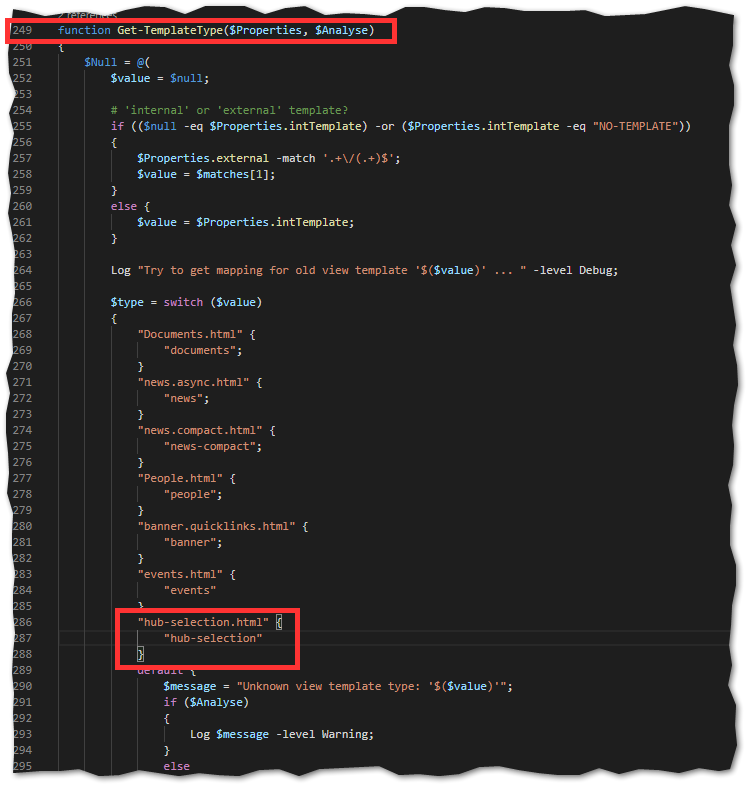 2 references
249 function Get-TemplateType($Properties, $Analyse)
250 {
251 $Null = @(
252 $value = $null;
253
254 # 'internal' or 'external' template?
255 if (($null -eq $Properties.intTemplate) -or ($Properties.intTemplate -eq "NO-TEMPLATE"))
256 {
257 $Properties.external -match '.+\/(.+)$';
258 $value = $matches[1];
259 }
260 else {
261 $value = $Properties.intTemplate;
262 }
263
264 Log "Try to get mapping for old view template '$($value)' ... " -level Debug;
265
266 $type = switch ($value)
267 {
268 "Documents.html" {
269 "documents";
270 }
271 "news.async.html" {
272 "news";
273 }
274 "news.compact.html" {
275 "news-compact";
276 }
277 "People.html" {
278 "people";
279 }
280 "banner.quicklinks.html" {
281 "banner";
282 }
283 "events.html" {
284 "events"
285 }
286 "hub-selection.html" {
287 "hub-selection"
288 }
289 default {
290 $message = "Unknown view template type: '$($value)'";
291 if ($Analyse)
292 {
293 Log $message -level Warning;
294 }
295 else